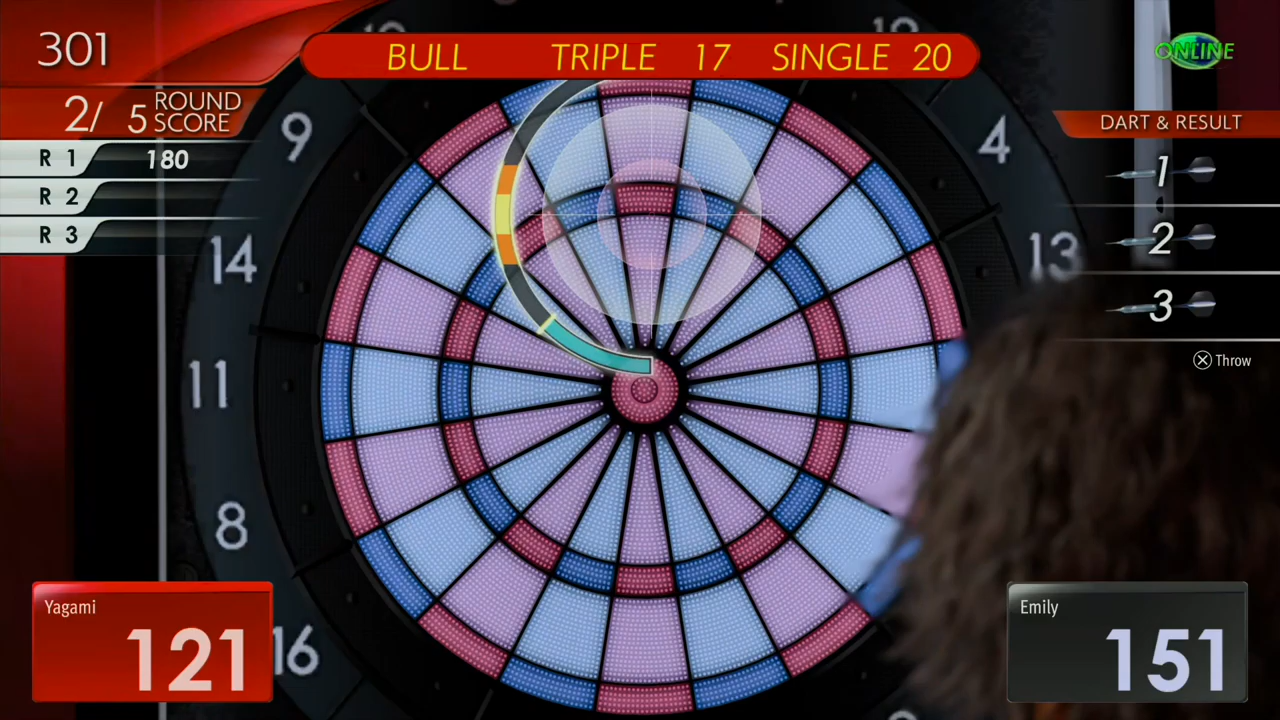 301
BULL TRIPLE 17 SINGLE 20
ONLINE
2/ 5 ROUND SCORE
R 1 180
R 2
R 3
DART & RESULT
1
2
3
Throw
9
4
14
13
11
8
16
Yagami
121
Emily
151